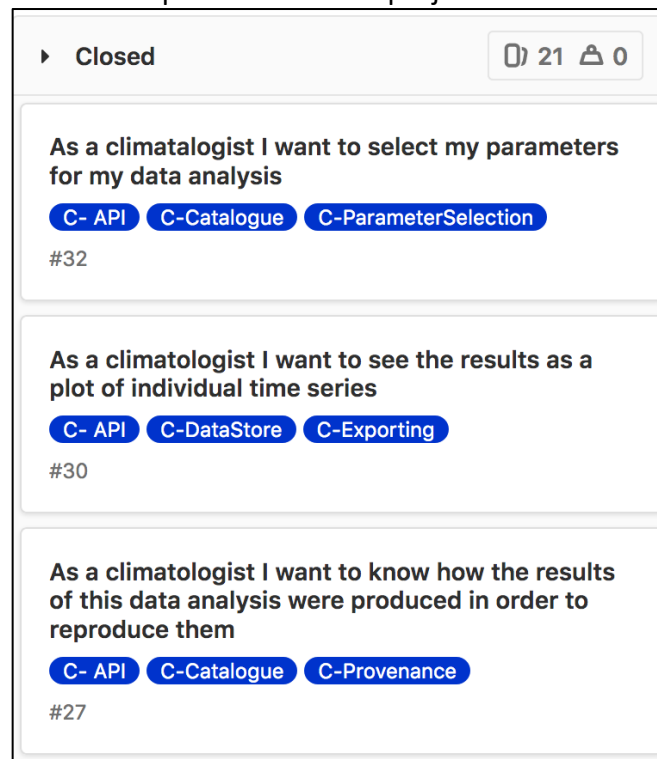 Closed
21 0
As a climatalogist I want to select my parameters
for my data analysis
C- API C-Catalogue C-ParameterSelection
#32
As a climatologist I want to see the results as a
plot of individual time series
C- API C-DataStore C-Exporting
#30
As a climatologist I want to know how the results
of this data analysis were produced in order to
reproduce them
C- API C-Catalogue C-Provenance
#27